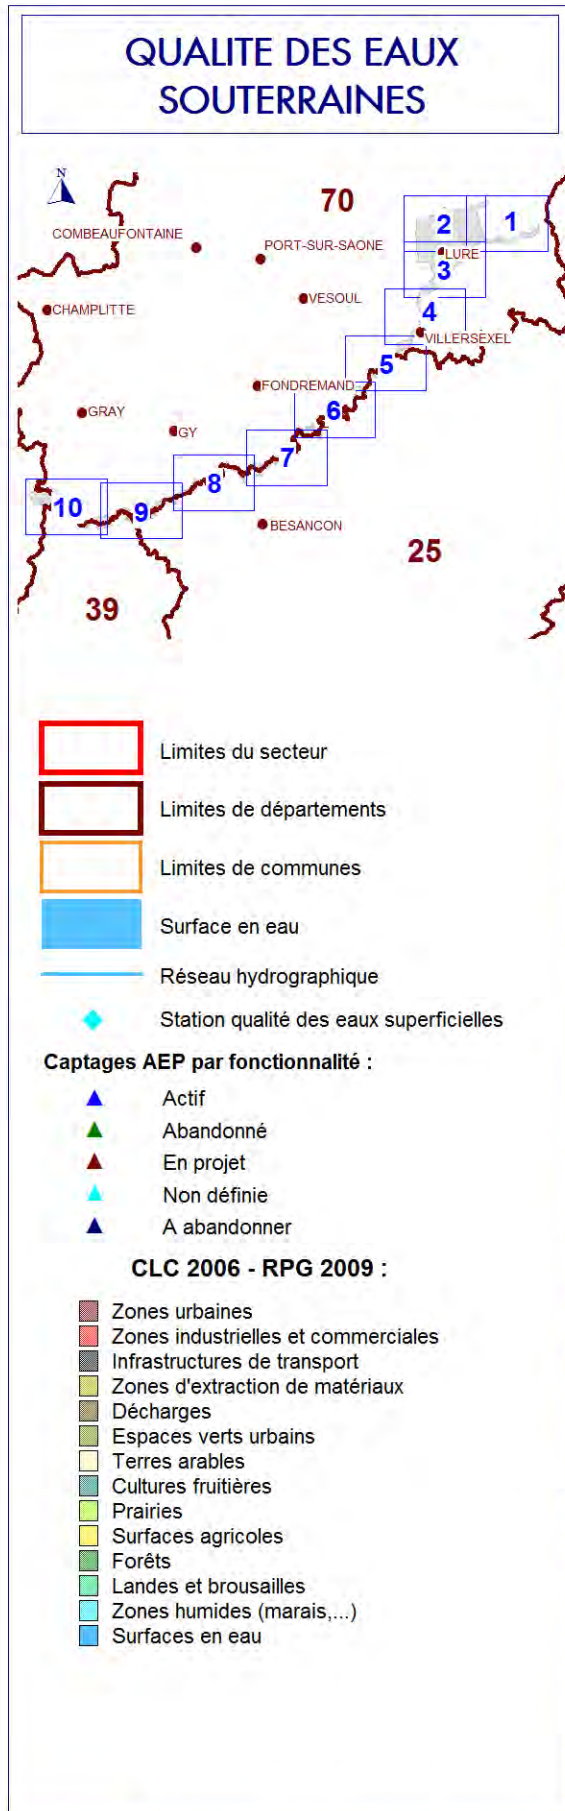 QUALITE DES EAUX
SOUTERRAINES
N
70
2
1
COMBEAUFONTAINE
PORT-SUR-SAONE
LURE
3
VESOUL
CHAMPLITTE
4
VILLERSEXEL
5
FONDREMAND
GRAY
6
GY
7
8
10
9
BESANCON
25
39
Limites du secteur
Limites de départements
Limites de communes
Surface en eau
Réseau hydrographique
Station qualité des eaux superficielles
Captages AEP par fonctionnalité :
Actif
Abandonné
En projet
Non définie
A abandonner
CLC 2006 - RPG 2009 :
Zones urbaines
Zones industrielles et commerciales
Infrastructures de transport
Zones d'extraction de matériaux
Décharges
Espaces verts urbains
Terres arables
Cultures fruitières
Prairies
Surfaces agricoles
Forêts
Landes et brousailles
Zones humides (marais,...)
Surfaces en eau